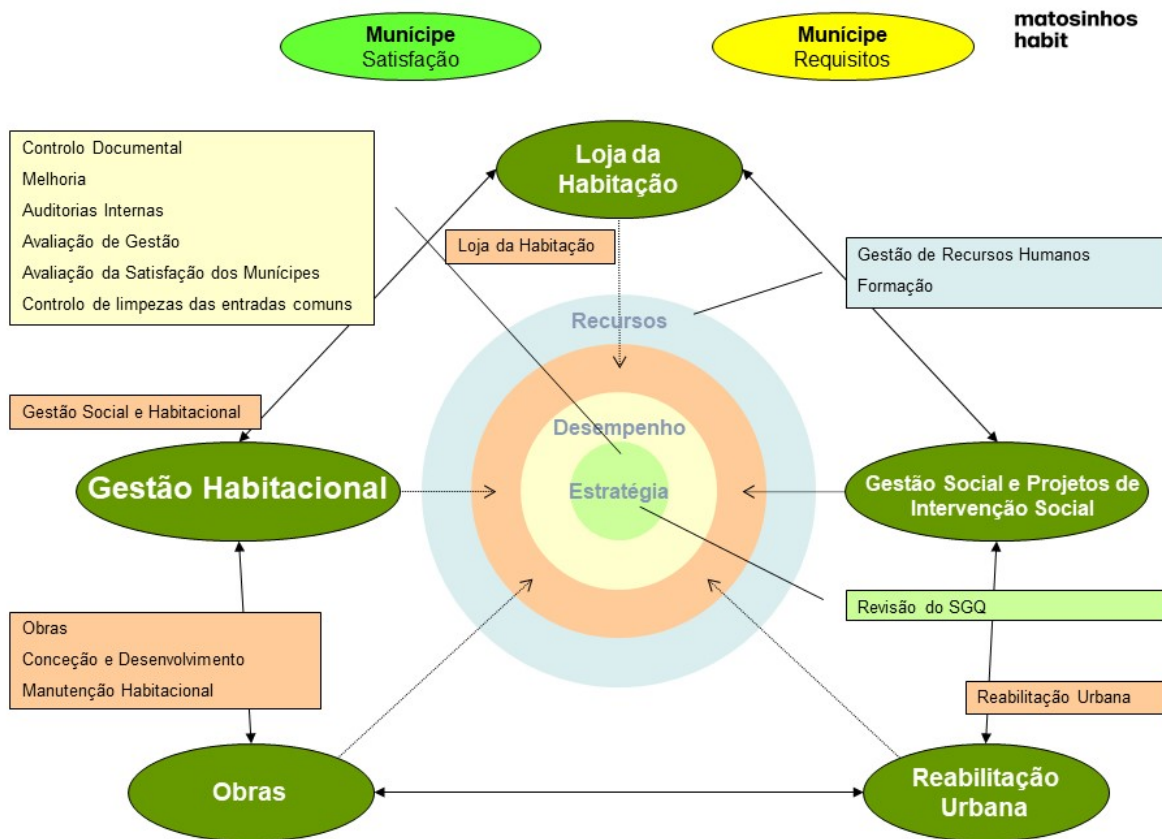 Munícipe
Satisfação
Munícipe
Requisitos
matosinhos
habit
Controlo Documental
Melhoria
Auditorias Internas
Avaliação de Gestão
Avaliação da Satisfação dos Munícipes
Controlo de limpezas das entradas comuns
Loja da
Habitação
Loja da Habitação
Gestão de Recursos Humanos
Formação
Recursos
Gestão Social e Habitacional
Desempenho
Gestão Habitacional
Estratégia
Gestão Social e Projetos de
Intervenção Social
Revisão do SGQ
Obras
Conceção e Desenvolvimento
Manutenção Habitacional
Reabilitação Urbana
Obras
Reabilitação
Urbana